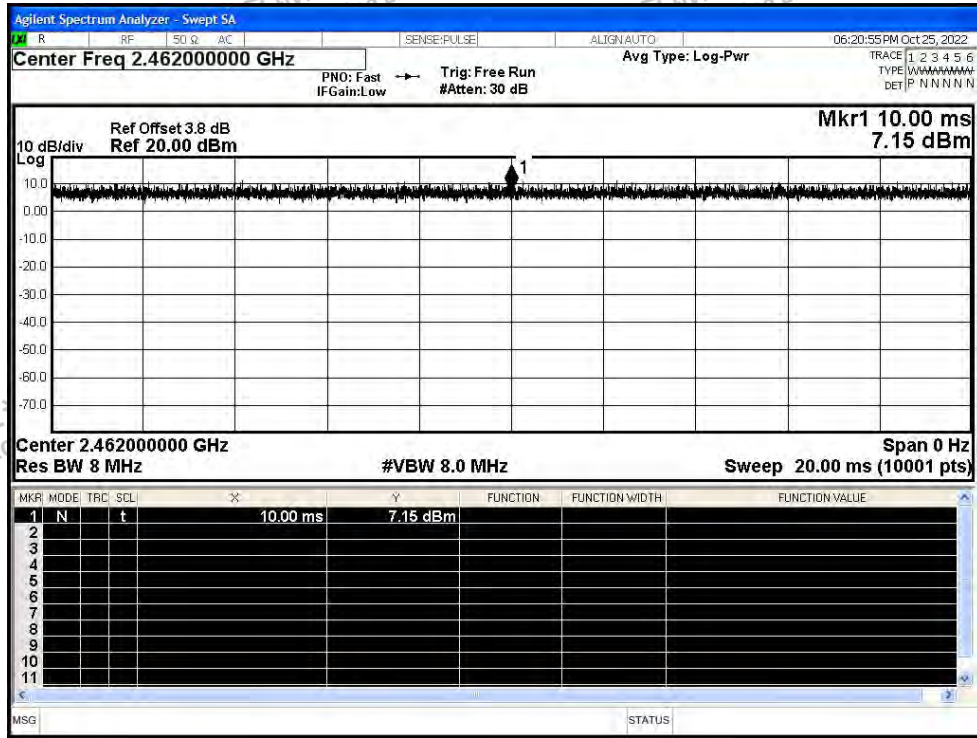 Agilent Spectrum Analyzer - Swept SA
LXI R RF 50 Ω AC SENSE:PULSE ALIGN AUTO 06:20:55 PM Oct 25, 2022
Center Freq 2.462000000 GHz
Avg Type: Log-Pwr
TRACE 1 2 3 4 5 6
PNO: Fast Trig: Free Run
TYPE WWWWWW
IFGain:Low #Atten: 30 dB
DET P N N N N N
Mkr1 10.00 ms
7.15 dBm
Ref Offset 3.8 dB
10 dB/div Ref 20.00 dBm
Log
1
10.0
0.00
-10.0
-20.0
-30.0
-40.0
-50.0
-60.0
-70.0
Center 2.462000000 GHz Span 0 Hz
Res BW 8 MHz #VBW 8.0 MHz Sweep 20.00 ms (10001 pts)
MKR MODE TRC SCL X Y FUNCTION FUNCTION WIDTH FUNCTION VALUE
1 N t 10.00 ms 7.15 dBm
2
3
4
5
6
7
8
9
10
11
MSG STATUS